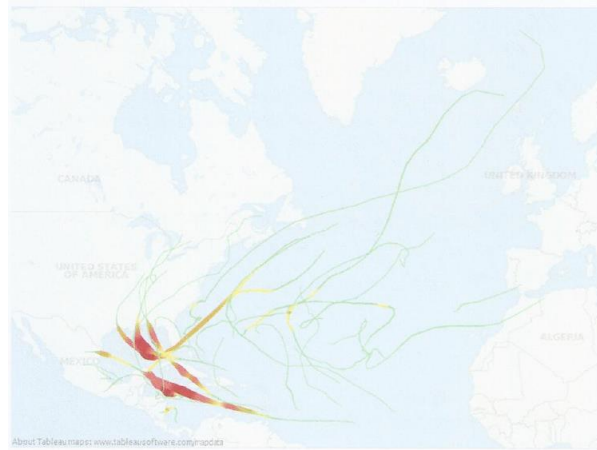 CANADA
UNITED KINGDOM
UNITED STATES
OF AMERICA
ALGERIA
MEXICO
About Tableau maps: www.tableausoftware.com/mapdata